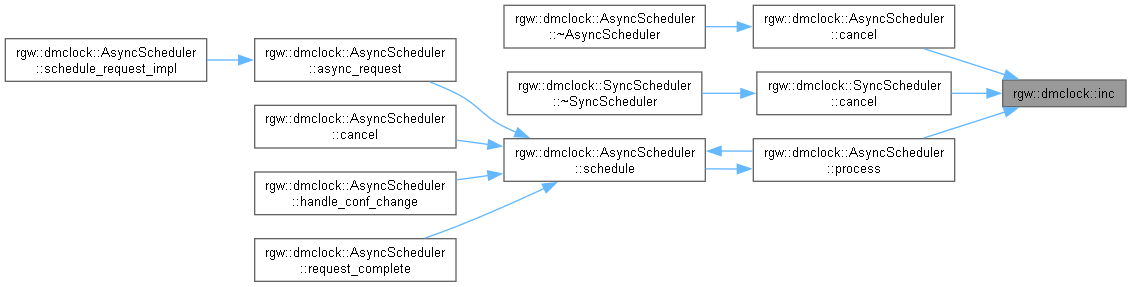 rgw::dmclock::AsyncScheduler
::schedule_request_impl
rgw::dmclock::AsyncScheduler
::async_request
rgw::dmclock::AsyncScheduler
::cancel
rgw::dmclock::AsyncScheduler
::handle_conf_change
rgw::dmclock::AsyncScheduler
::request_complete
rgw::dmclock::AsyncScheduler
::~AsyncScheduler
rgw::dmclock::SyncScheduler
::~SyncScheduler
rgw::dmclock::AsyncScheduler
::schedule
rgw::dmclock::AsyncScheduler
::cancel
rgw::dmclock::SyncScheduler
::cancel
rgw::dmclock::AsyncScheduler
::process
rgw::dmclock::inc